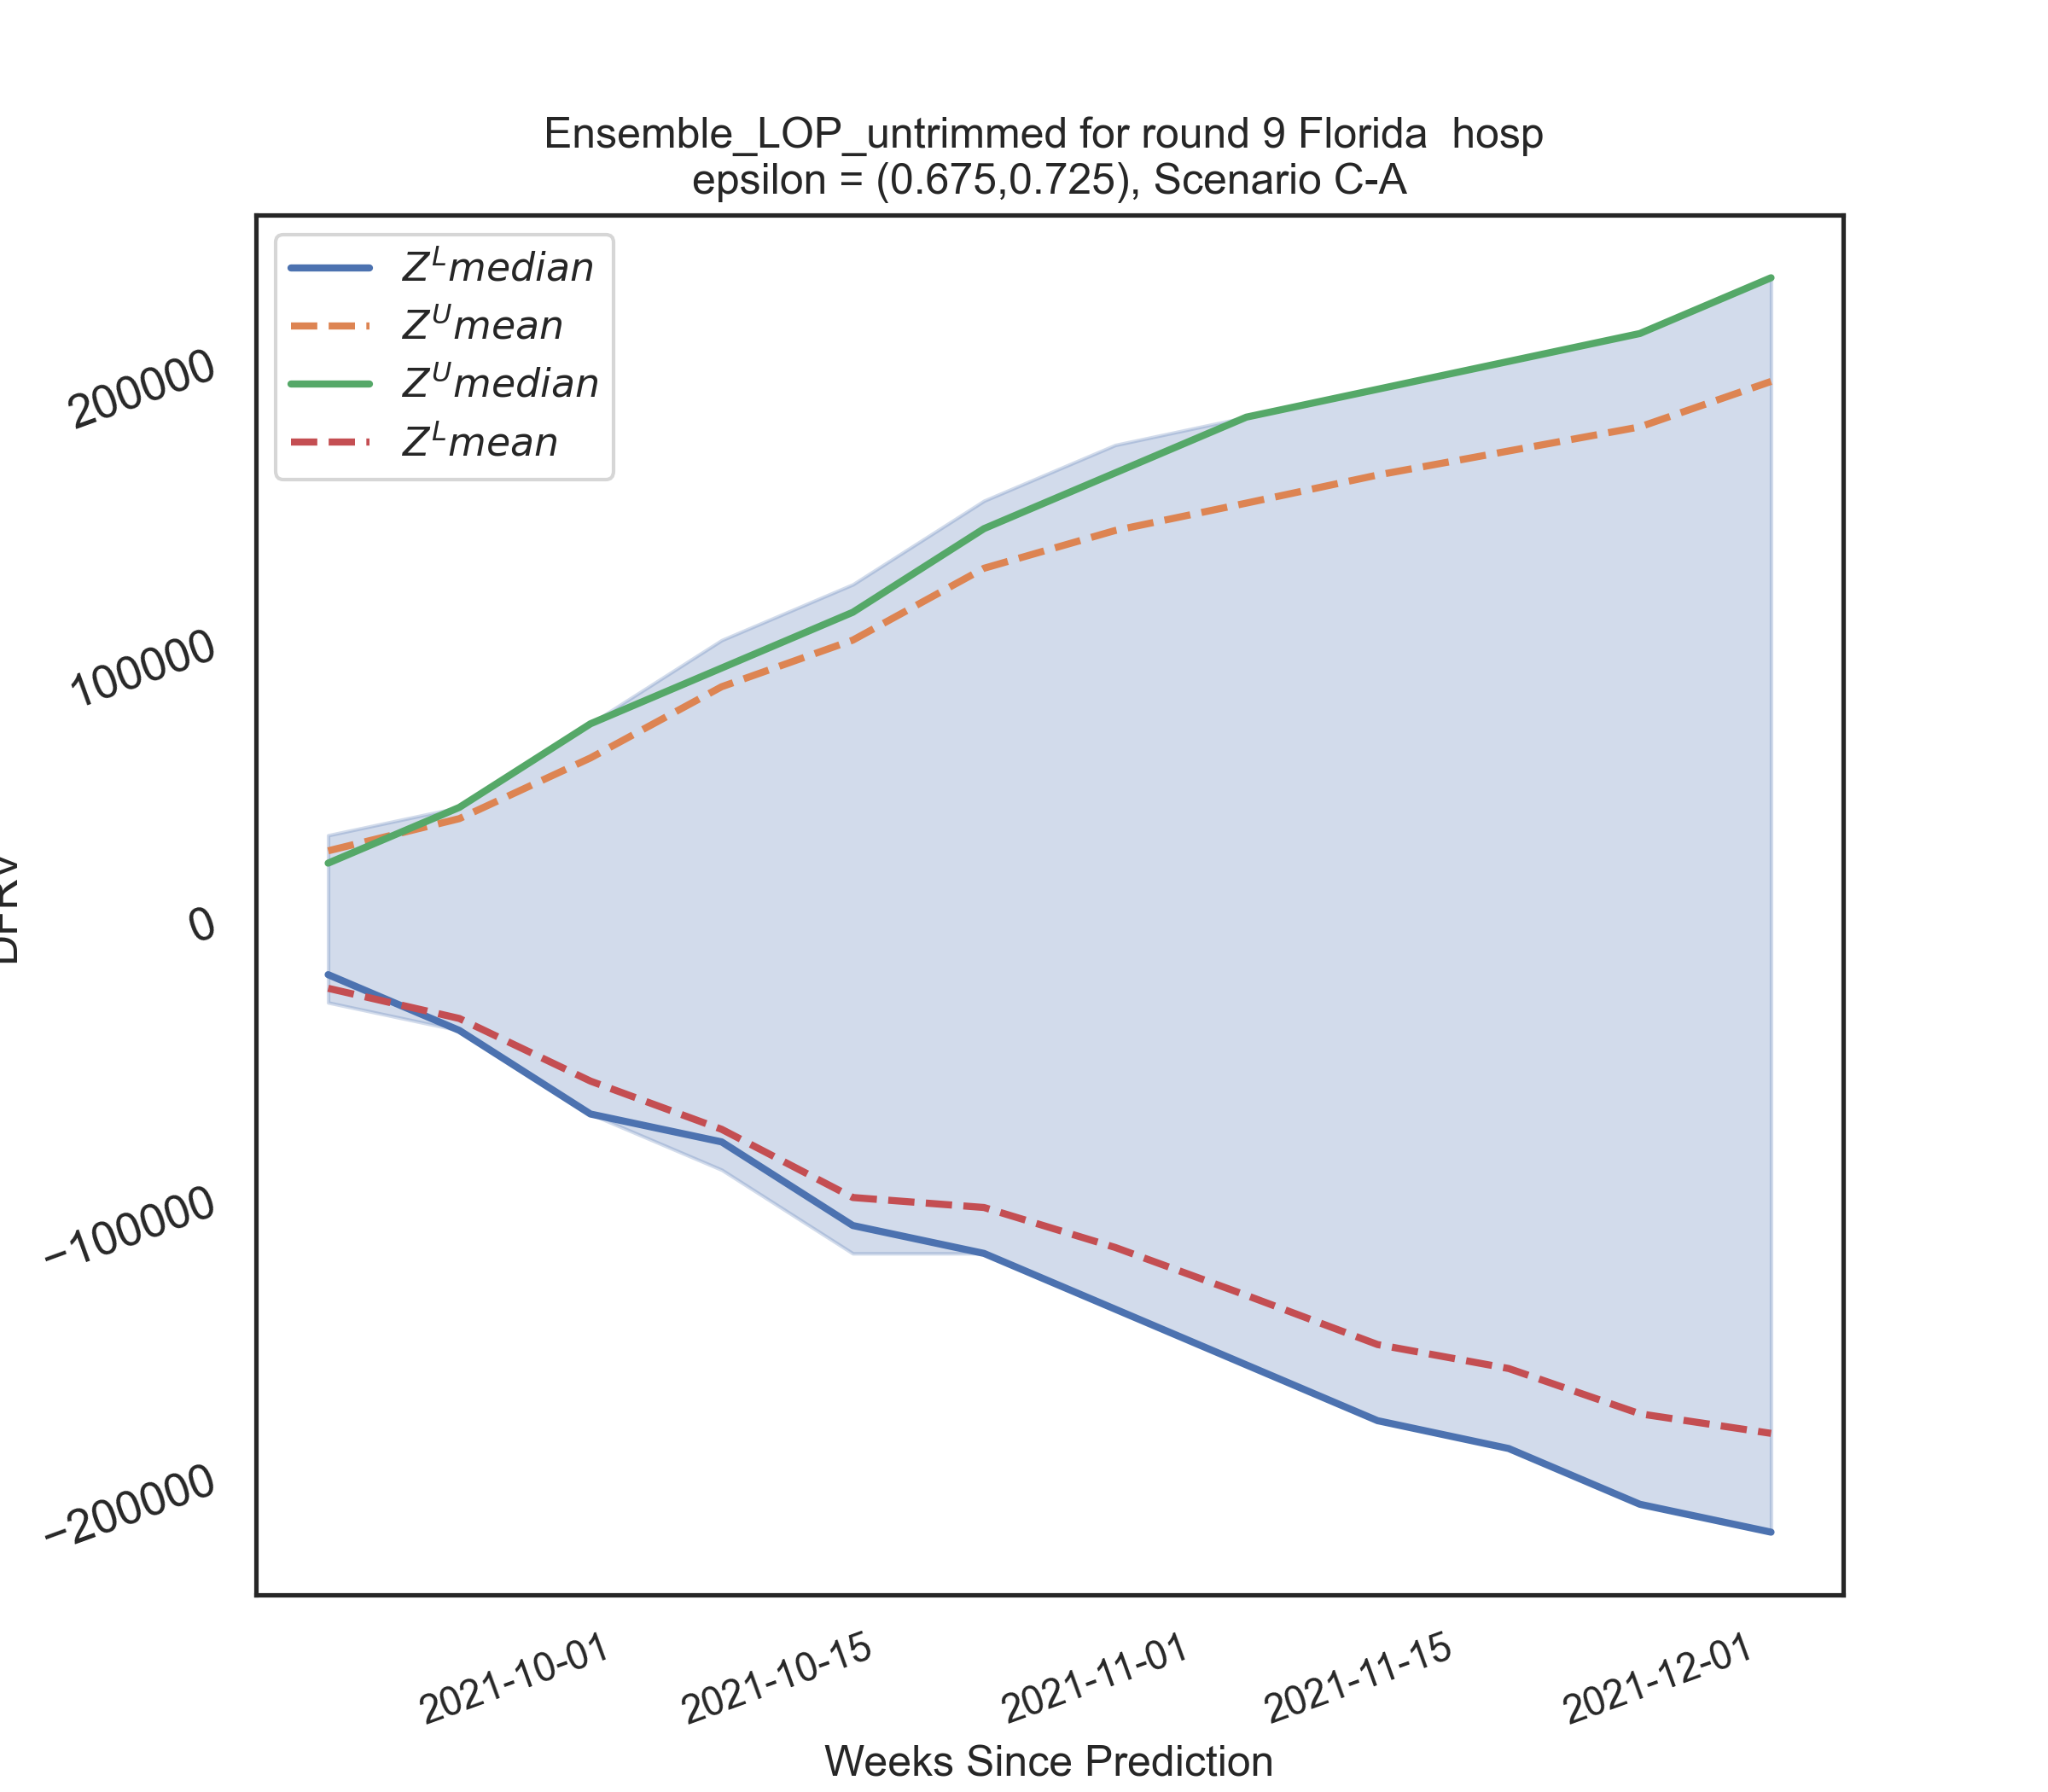 Ensemble_LOP_untrimmed for round 9 Florida  hosp
epsilon = (0.675,0.725), Scenario C-A
Z^L median
Z^U mean
Z^U median
Z^L mean
200000
100000
0
−100000
−200000
2021-10-01
2021-10-15
2021-11-01
2021-11-15
2021-12-01
Weeks Since Prediction